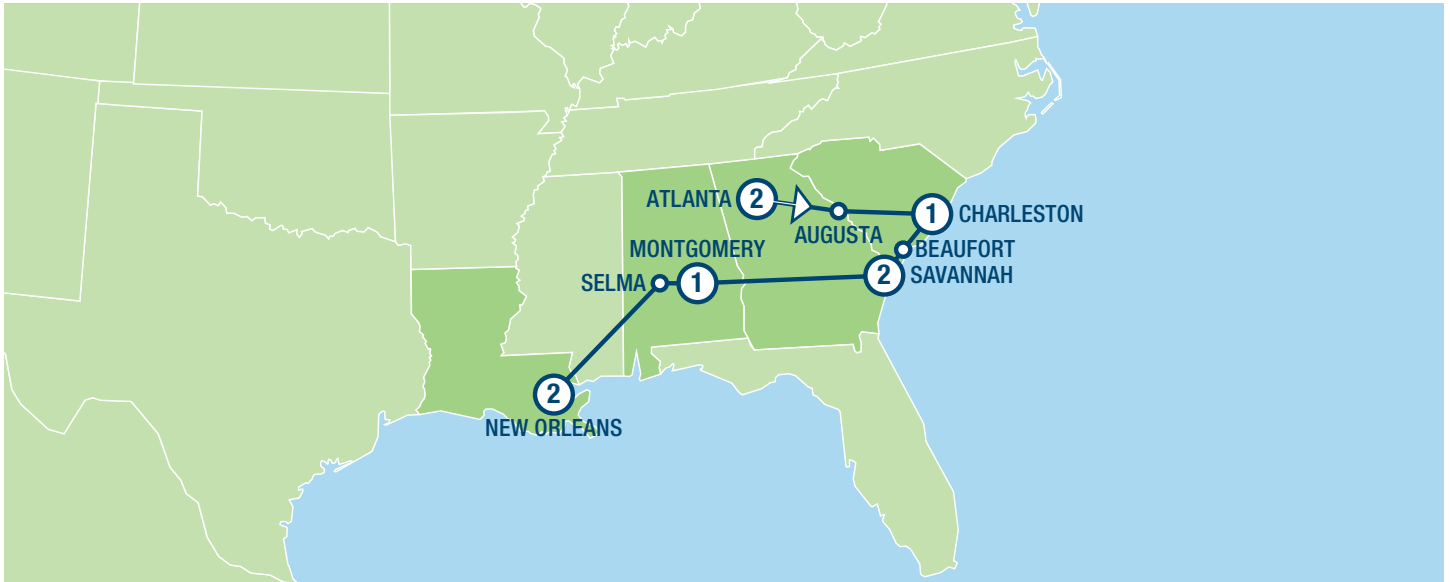 ATLANTA
2
1
CHARLESTON
AUGUSTA
MONTGOMERY
BEAUFORT
SELMA
1
2
SAVANNAH
2
NEW ORLEANS